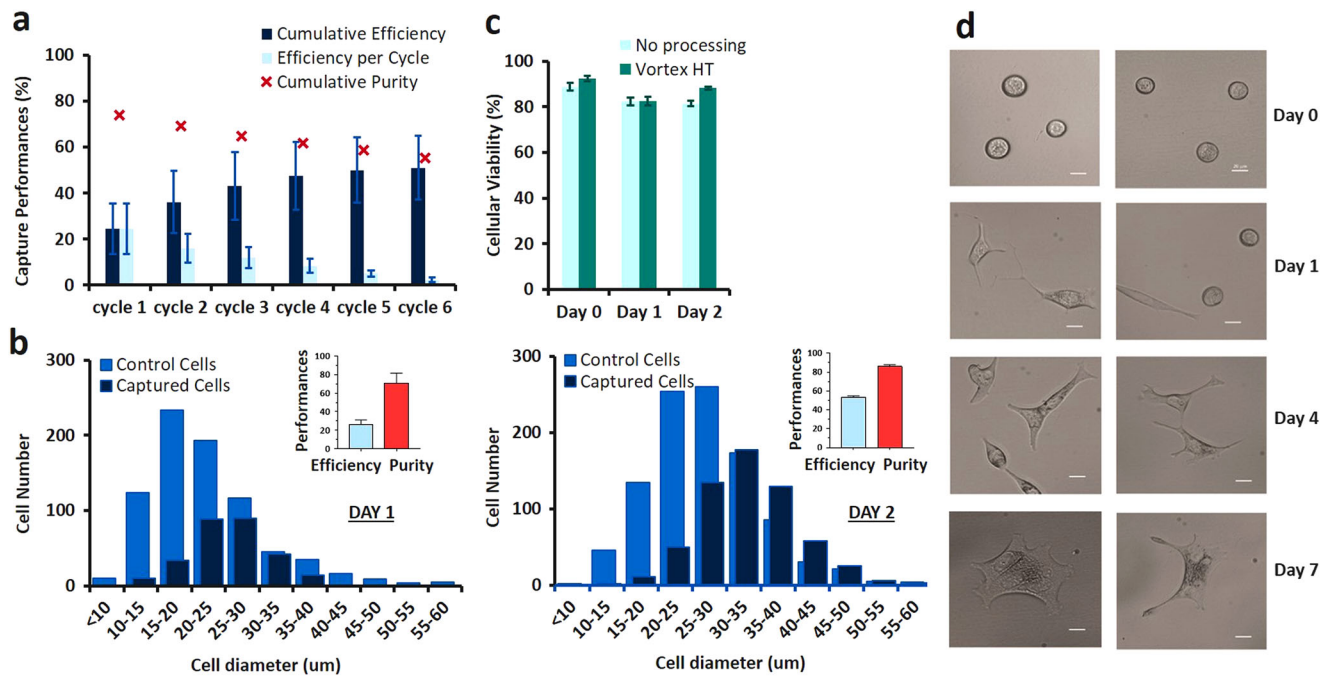 a
Cumulative Efficiency
Efficiency per Cycle
Cumulative Purity
Capture Performances (%)
100
80
60
40
20
0
cycle 1 cycle 2 cycle 3 cycle 4 cycle 5 cycle 6
c
No processing
Vortex HT
Cellular Viability (%)
100
80
60
40
20
0
Day 0 Day 1 Day 2
d
Day 0
Day 1
Day 4
Day 7
b
Control Cells
Captured Cells
Cell Number
300
200
100
0
Performances
100
80
60
40
20
0
Efficiency Purity
DAY 1
<10 10-15 15-20 20-25 25-30 30-35 35-40 40-45 45-50 50-55 55-60
Cell diameter (um)
Control Cells
Captured Cells
Cell Number
300
200
100
0
Performances
100
80
60
40
20
0
Efficiency Purity
DAY 2
<10 10-15 15-20 20-25 25-30 30-35 35-40 40-45 45-50 50-55 55-60
Cell diameter (um)